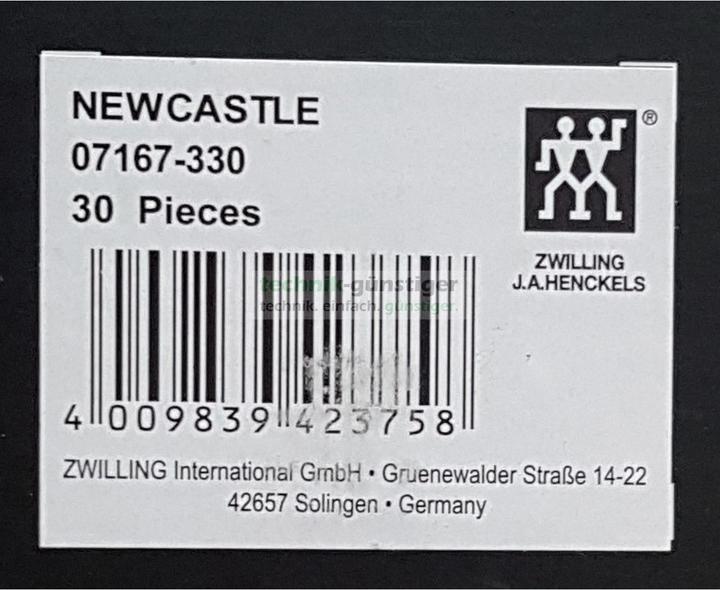 NEWCASTLE
07167-330
30 Pieces
®
ZWILLING
J.A.HENCKELS
technik-günstiger
technik. einfach. günstiger.
4 009839 423758
ZWILLING International GmbH • Gruenewalder Straße 14-22
42657 Solingen • Germany